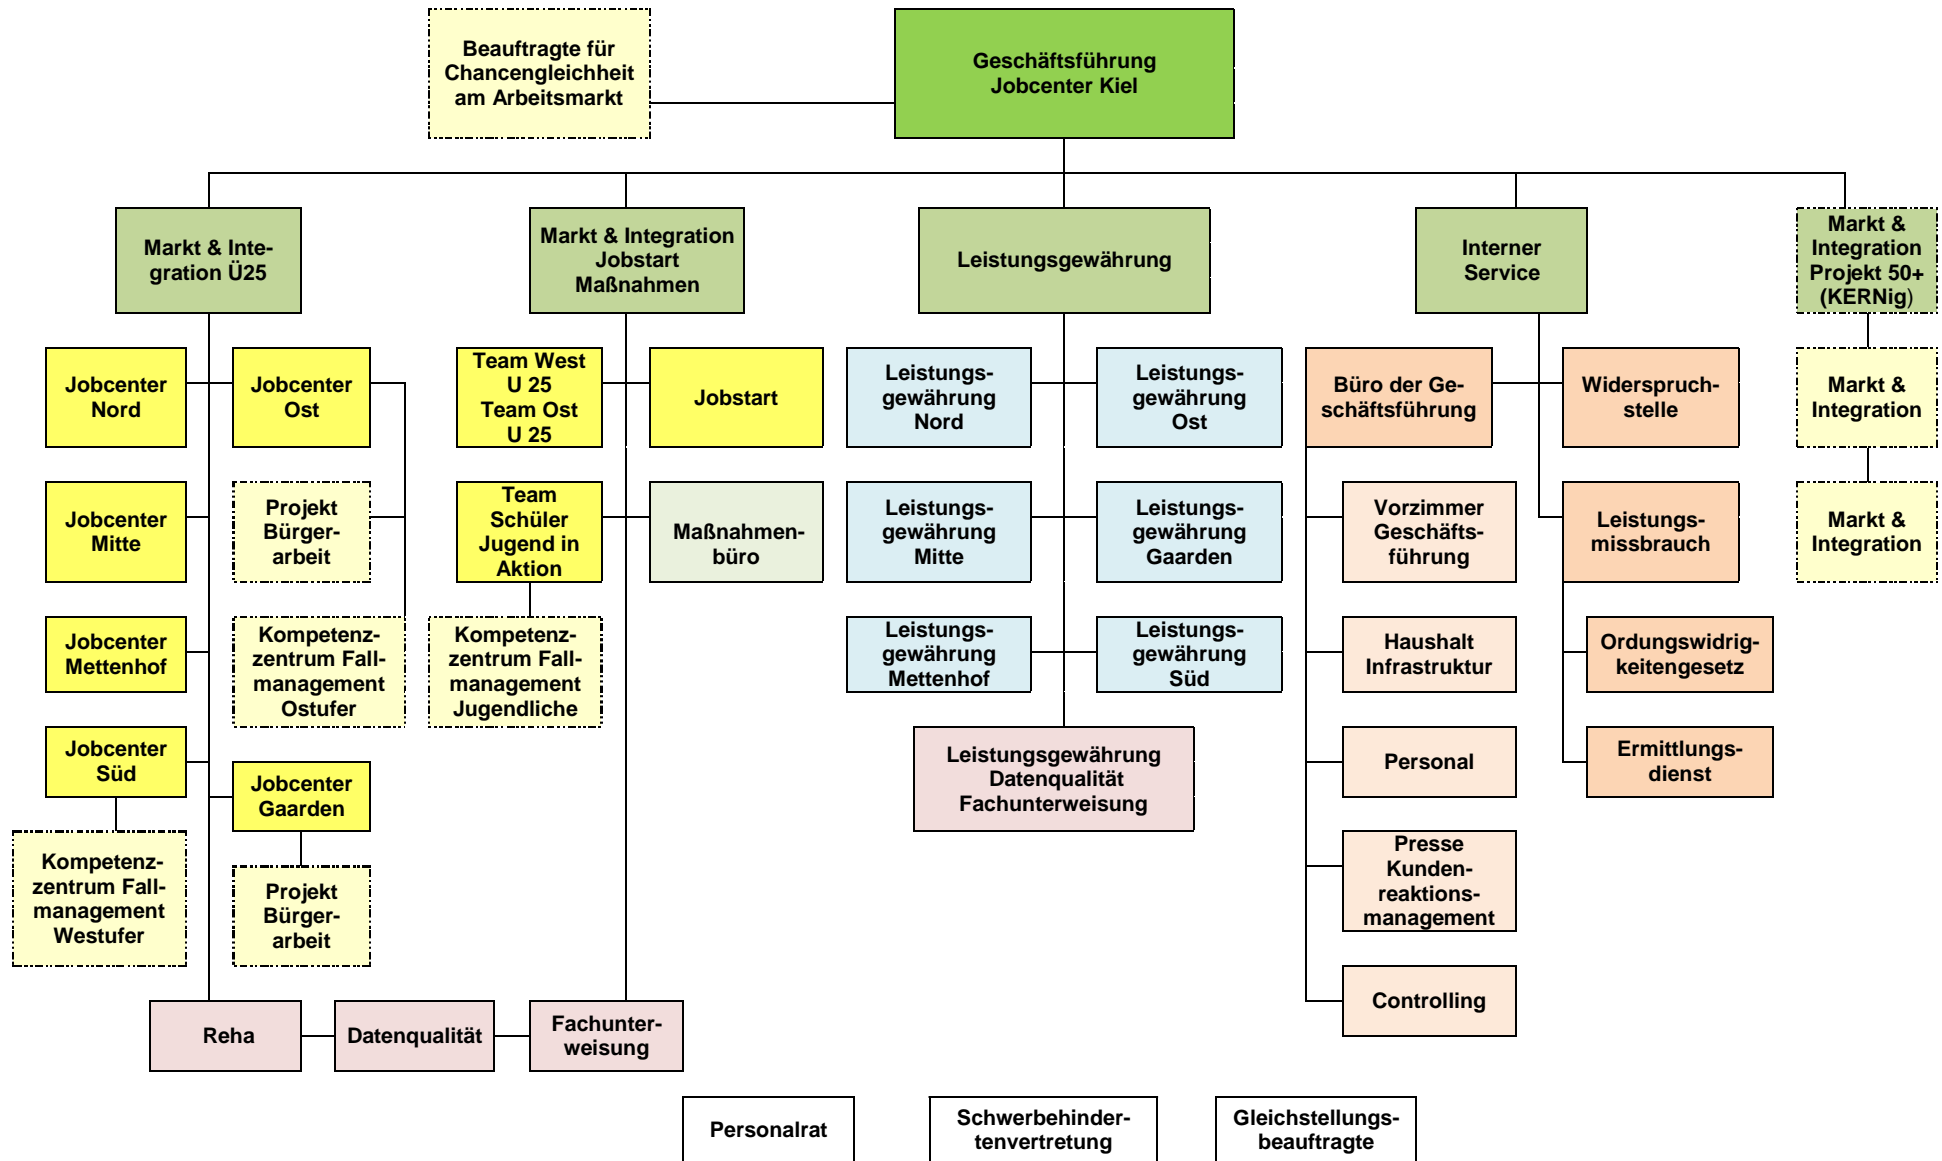 Beauftragte für
Chancengleichheit
am Arbeitsmarkt
Geschäftsführung
Jobcenter Kiel
Markt & Inte-
gration Ü25
Markt & Integration
Jobstart
Maßnahmen
Leistungsgewährung
Interner
Service
Markt &
Integration
Projekt 50+
(KERNig)
Jobcenter
Nord
Jobcenter
Ost
Team West
U 25
Team Ost
U 25
Jobstart
Leistungs-
gewährung
Nord
Leistungs-
gewährung
Ost
Büro der Ge-
schäftsführung
Widerspruch-
stelle
Markt &
Integration
Jobcenter
Mitte
Projekt
Bürger-
arbeit
Team
Schüler
Jugend in
Aktion
Maßnahmen-
büro
Leistungs-
gewährung
Mitte
Leistungs-
gewährung
Gaarden
Vorzimmer
Geschäfts-
führung
Leistungs-
missbrauch
Markt &
Integration
Jobcenter
Mettenhof
Kompetenz-
zentrum Fall-
management
Ostufer
Kompetenz-
zentrum Fall-
management
Jugendliche
Leistungs-
gewährung
Mettenhof
Leistungs-
gewährung
Süd
Haushalt
Infrastruktur
Ordungswidrig-
keitengesetz
Jobcenter
Süd
Jobcenter
Gaarden
Leistungsgewährung
Datenqualität
Fachunterweisung
Personal
Ermittlungs-
dienst
Kompetenz-
zentrum Fall-
management
Westufer
Projekt
Bürger-
arbeit
Presse
Kunden-
reaktions-
management
Controlling
Reha
Datenqualität
Fachunter-
weisung
Personalrat
Schwerbehinder-
tenvertretung
Gleichstellungs-
beauftragte